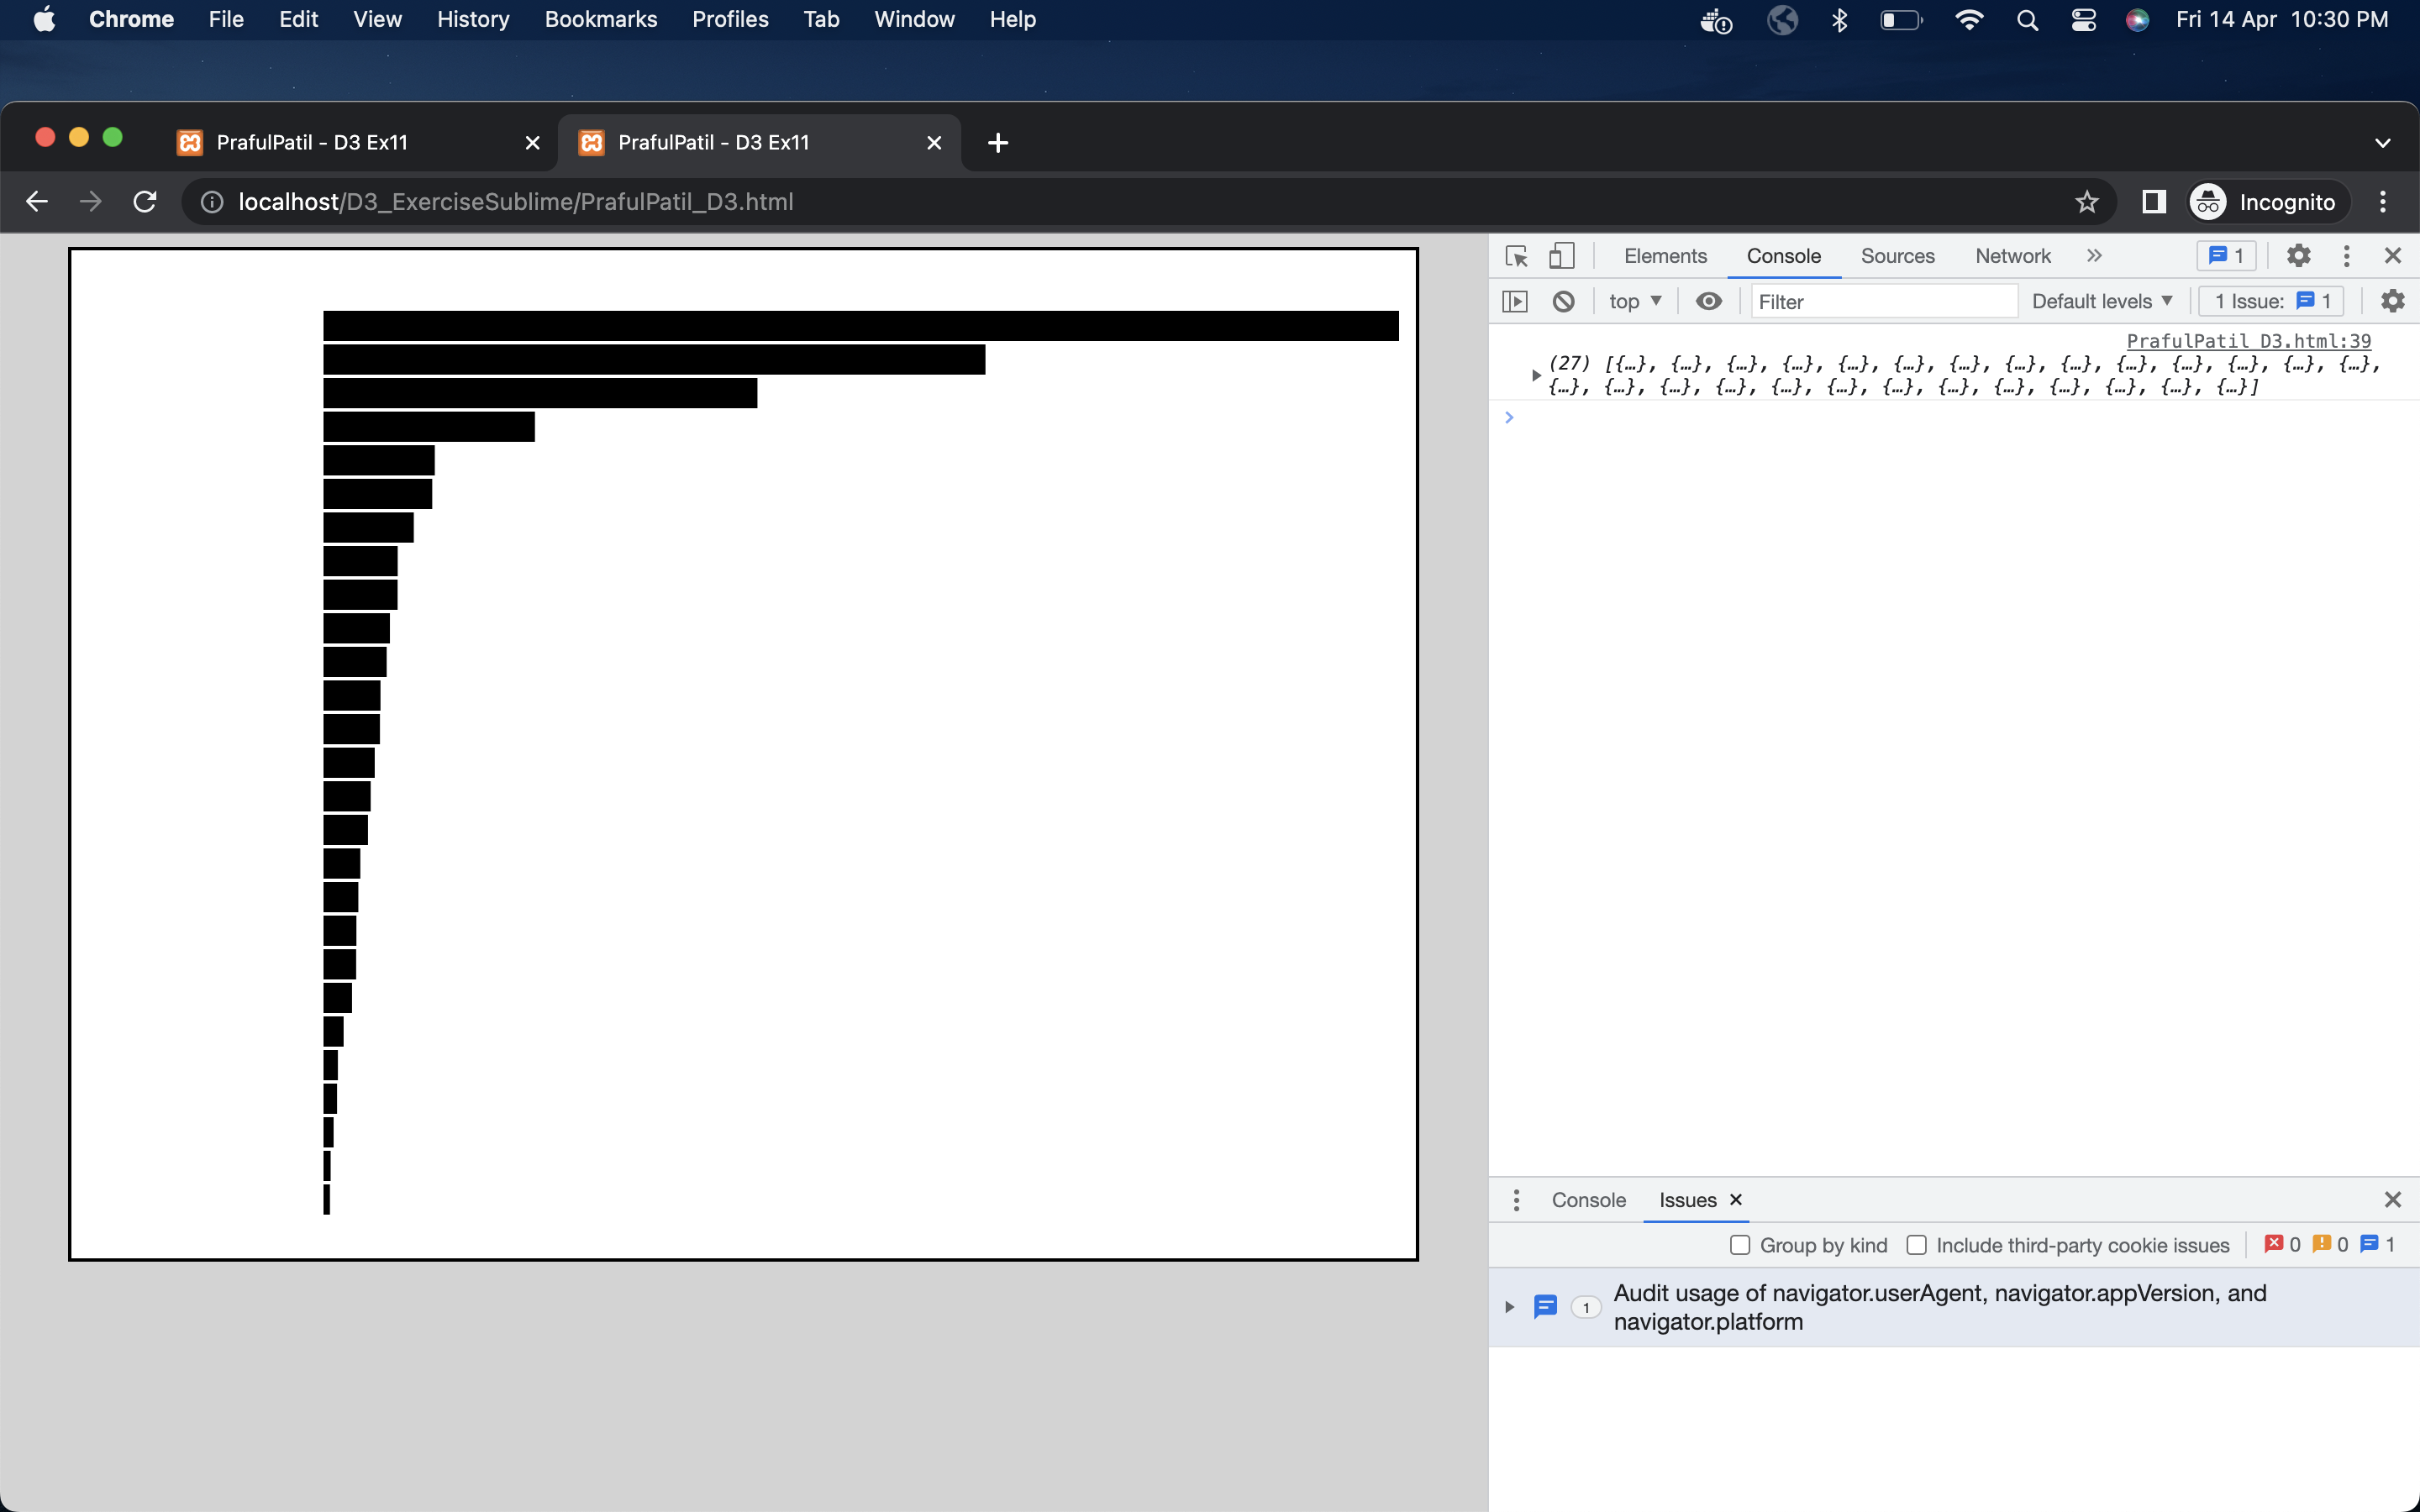 Chrome File Edit View History Bookmarks Profiles Tab Window Help Fri 14 Apr 10:30 PM
PrafulPatil - D3 Ex11 PrafulPatil - D3 Ex11
localhost/D3_ExerciseSublime/PrafulPatil_D3.html Incognito
Elements Console Sources Network 1
top Filter Default levels 1 Issue: 1
PrafulPatil_D3.html:39
(27) [{…}, {…}, {…}, {…}, {…}, {…}, {…}, {…}, {…}, {…}, {…}, {…}, {…}, {…},
{…}, {…}, {…}, {…}, {…}, {…}, {…}, {…}, {…}, {…}, {…}, {…}, {…}]
Console Issues
Group by kind Include third-party cookie issues 0 0 1
1 Audit usage of navigator.userAgent, navigator.appVersion, and
navigator.platform